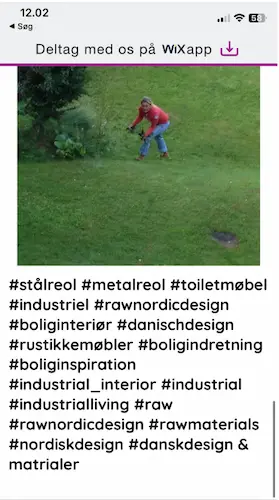 12.02
Søg
Deltag med os på WiXapp
#stålreol #metalreol #toiletmøbel
#industriel #rawnordicdesign
#boliginteriør #danischdesign
#rustikkemøbler #boligindretning
#boliginspiration
#industrial_interior #industrial
#industrialliving #raw
#rawnordicdesign #rawmaterials
#nordiskdesign #danskdesign &
matrialer